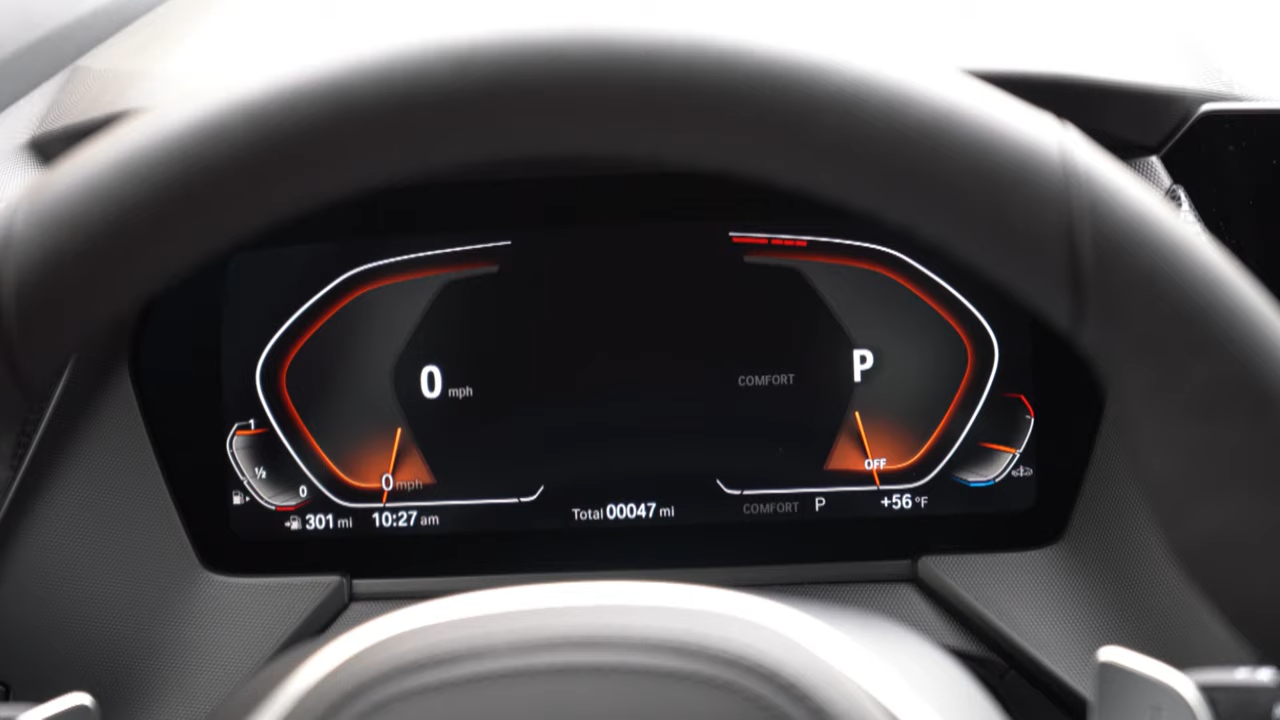 0 mph
COMFORT P
1
½
0
0 mph
OFF
301 mi
10:27 am
Total 00047 mi
COMFORT P
+56 °F